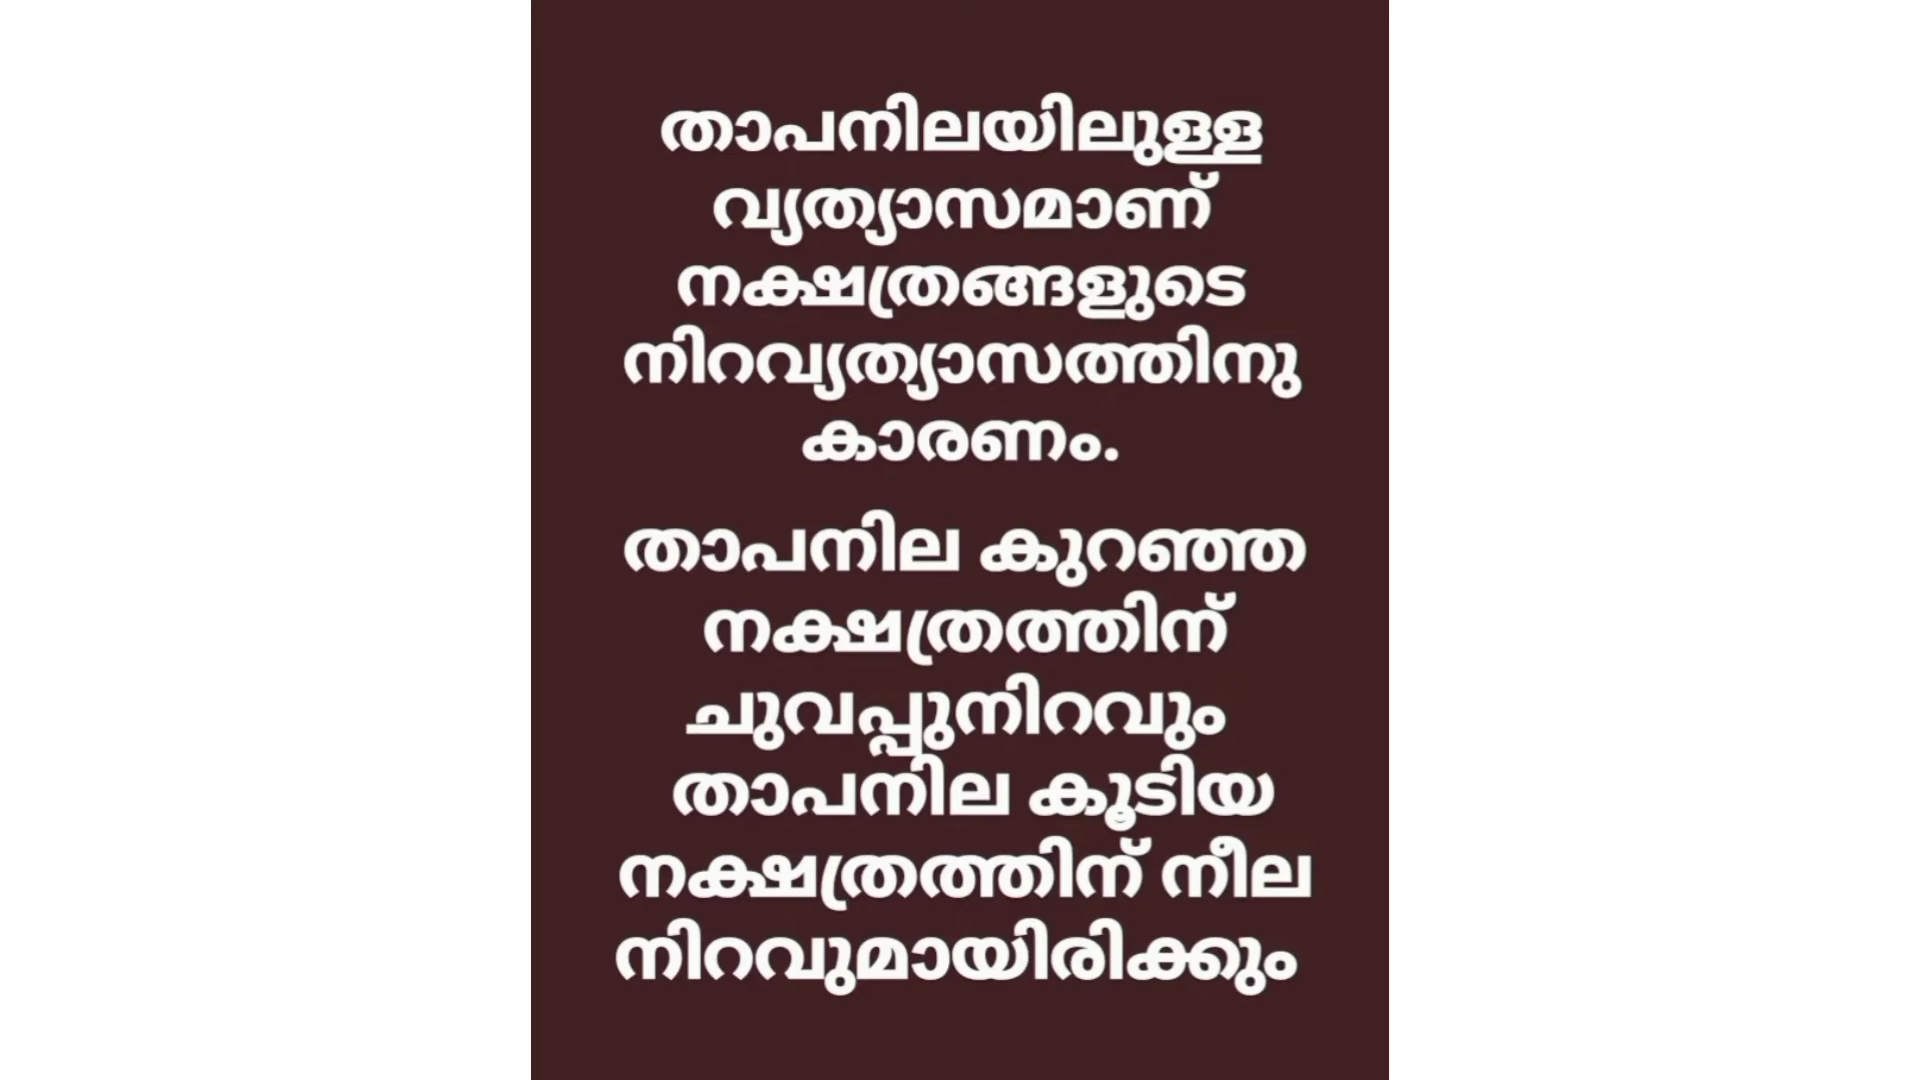 താപനിലയിലുള്ള
വ്യത്യാസമാണ്
നക്ഷത്രങ്ങളുടെ
നിറവ്യത്യാസത്തിനു
കാരണം.
താപനില കുറഞ്ഞ
നക്ഷത്രത്തിന്
ചുവപ്പുനിറവും
താപനില കൂടിയ
നക്ഷത്രത്തിന് നീല
നിറവുമായിരിക്കും